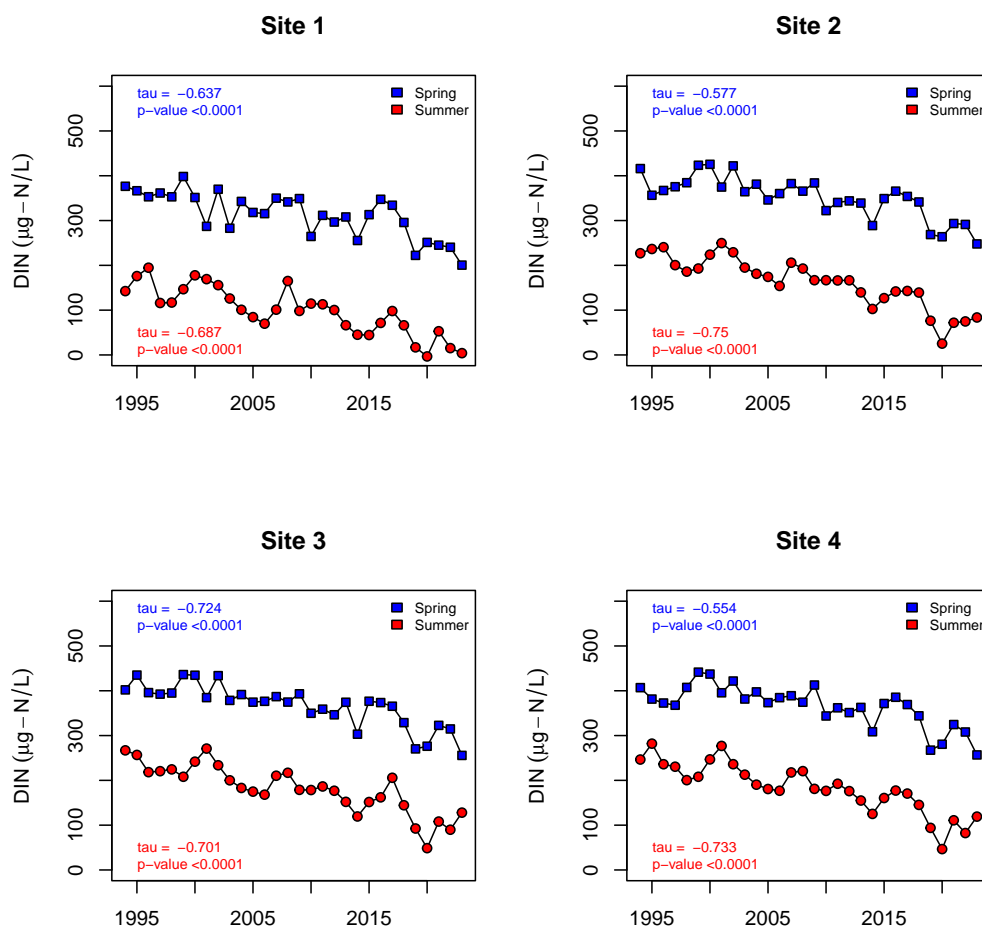 Site 1
tau = −0.637
p−value <0.0001
Spring
Summer
DIN (μg−N/L)
500
300
100
0
tau = −0.687
p−value <0.0001
1995
2005
2015
Site 2
tau = −0.577
p−value <0.0001
Spring
Summer
DIN (μg−N/L)
500
300
100
0
tau = −0.75
p−value <0.0001
1995
2005
2015
Site 3
tau = −0.724
p−value <0.0001
Spring
Summer
DIN (μg−N/L)
500
300
100
0
tau = −0.701
p−value <0.0001
1995
2005
2015
Site 4
tau = −0.554
p−value <0.0001
Spring
Summer
DIN (μg−N/L)
500
300
100
0
tau = −0.733
p−value <0.0001
1995
2005
2015